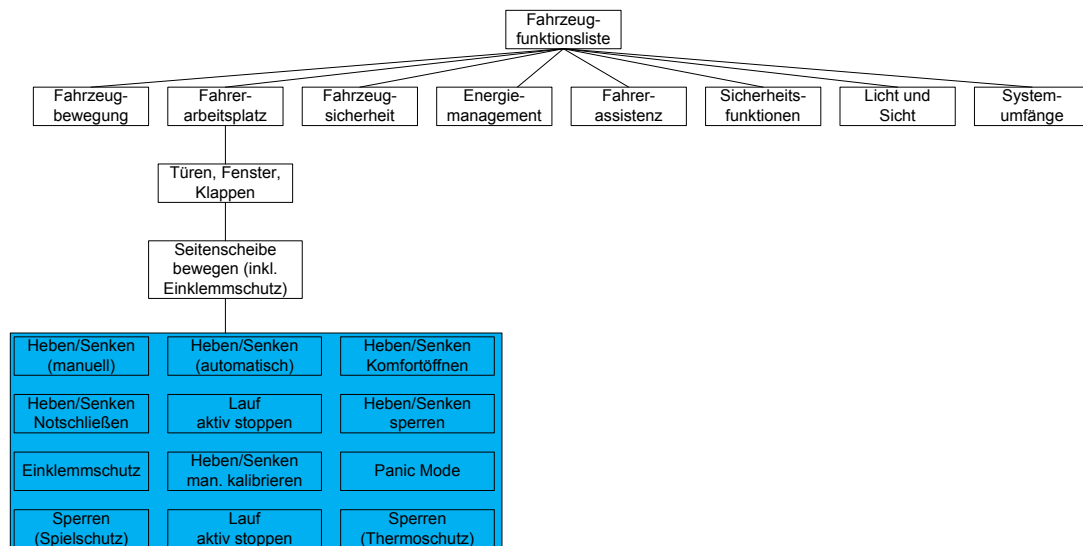 Fahrzeug-
funktionsliste
Fahrzeug-
bewegung
Fahrer-
arbeitsplatz
Fahrzeug-
sicherheit
Energie-
management
Fahrer-
assistenz
Sicherheits-
funktionen
Licht und
Sicht
System-
umfänge
Türen, Fenster,
Klappen
Seitenscheibe
bewegen (inkl.
Einklemmschutz)
Heben/Senken
(manuell)
Heben/Senken
(automatisch)
Heben/Senken
Komfortöffnen
Heben/Senken
Notschließen
Lauf
aktiv stoppen
Heben/Senken
sperren
Einklemmschutz
Heben/Senken
man. kalibrieren
Panic Mode
Sperren
(Spielschutz)
Lauf
aktiv stoppen
Sperren
(Thermoschutz)